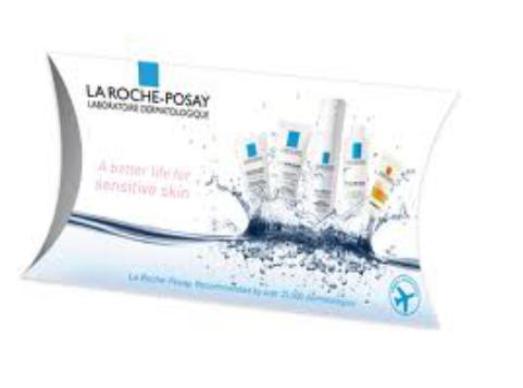 LA ROCHE-POSAY
LABORATOIRE DERMATOLOGIQUE
A better life for
sensitive skin
La Roche-Posay. Recommended by over 25,000 dermatologists